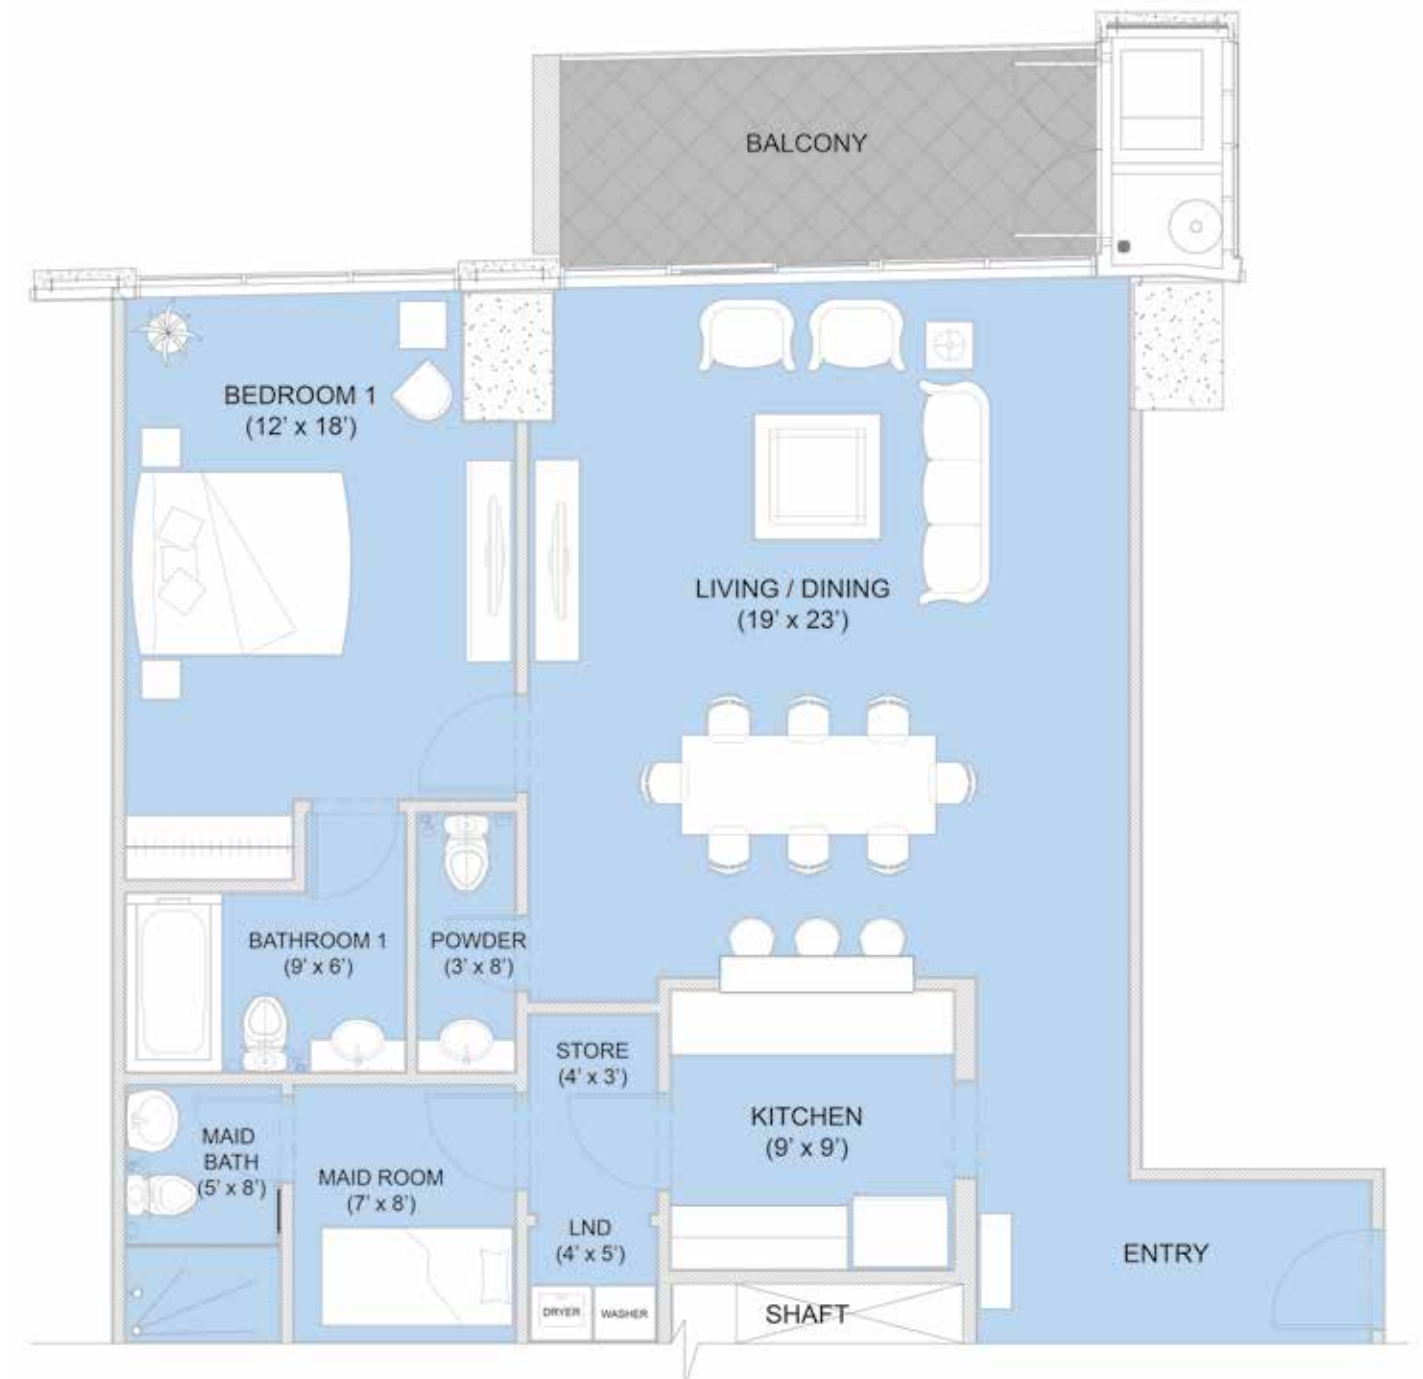 BALCONY
BEDROOM 1
(12’ x 18’)
LIVING / DINING
(19’ x 23’)
BATHROOM 1
(9’ x 6’)
POWDER
(3’ x 8’)
STORE
(4’ x 3’)
KITCHEN
(9’ x 9’)
MAID
BATH
(5’ x 8’)
MAID ROOM
(7’ x 8’)
LND
(4’ x 5’)
ENTRY
DRYER
WASHER
SHAFT